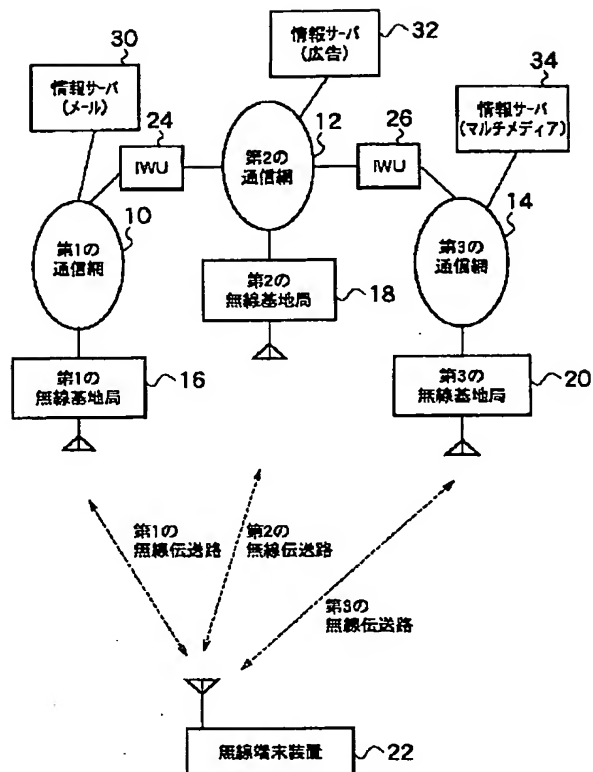 30
情報サーバ
(メール)
情報サーバ
(広告)
32
34
情報サーバ
(マルチメディア)
24
IWU
12
第2の
通信網
26
IWU
10
第1の
通信網
14
第3の
通信網
第2の
無線基地局
18
第1の
無線基地局
16
第3の
無線基地局
20
第1の
無線伝送路
第2の
無線伝送路
第3の
無線伝送路
無線端末装置
22